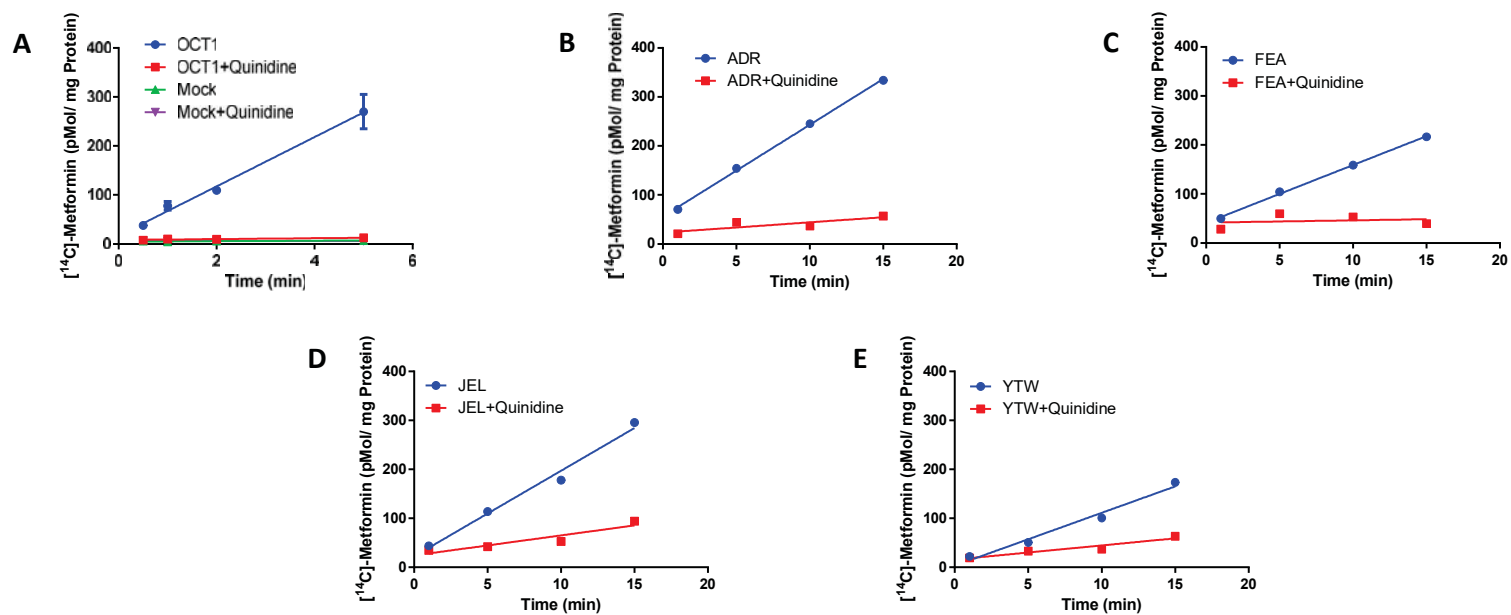 A
[¹⁴C]-Metformin (pMol/ mg Protein)
400
300
200
100
0
0
2
4
6
Time (min)
OCT1
OCT1+Quinidine
Mock
Mock+Quinidine
B
[¹⁴C]-Metformin (pMol/ mg Protein)
400
300
200
100
0
0
5
10
15
20
Time (min)
ADR
ADR+Quinidine
C
[¹⁴C]-Metformin (pMol/ mg Protein)
400
300
200
100
0
0
5
10
15
20
Time (min)
FEA
FEA+Quinidine
D
[¹⁴C]-Metformin (pMol/ mg Protein)
400
300
200
100
0
0
5
10
15
20
Time (min)
JEL
JEL+Quinidine
E
[¹⁴C]-Metformin (pMol/ mg Protein)
400
300
200
100
0
0
5
10
15
20
Time (min)
YTW
YTW+Quinidine